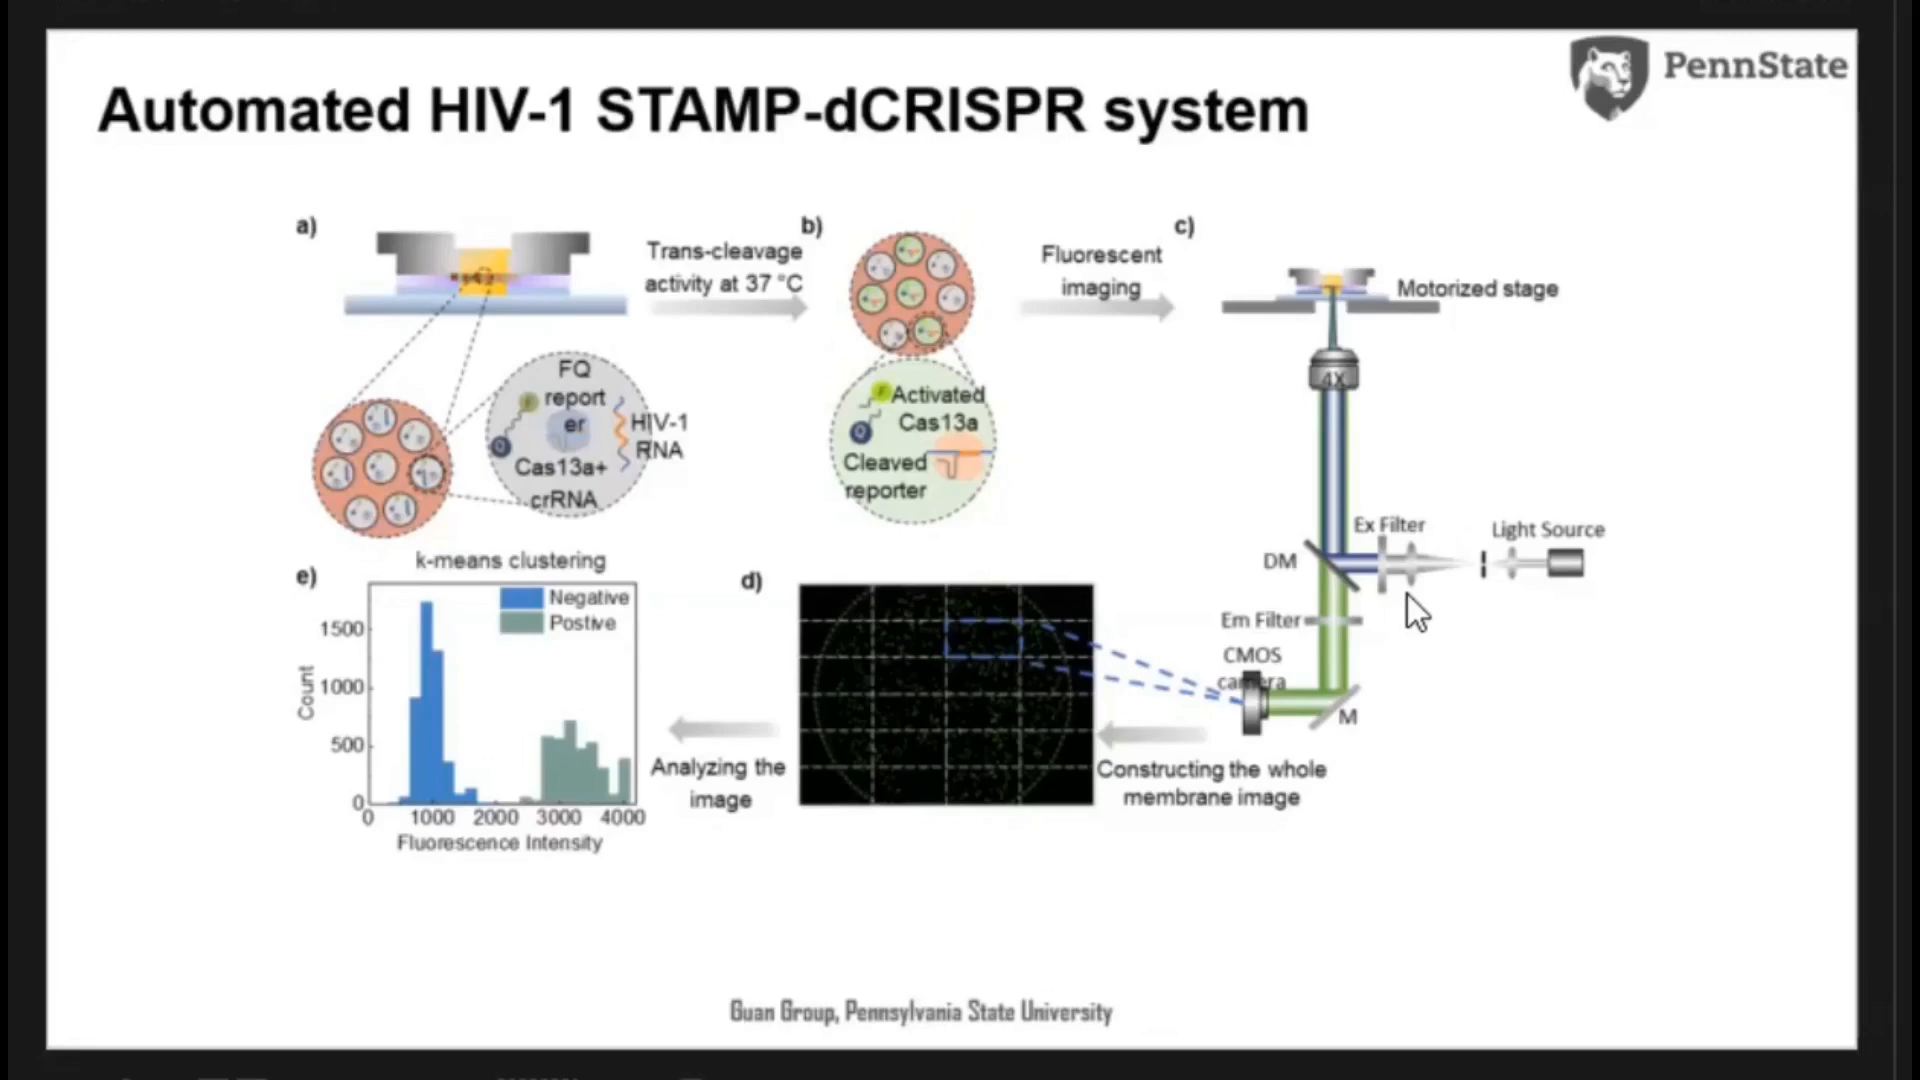 PennState
Automated HIV-1 STAMP-dCRISPR system
a)
Trans-cleavage
activity at 37 °C
b)
Fluorescent
imaging
c)
Motorized stage
4X
FQ
report
er
F
Q
Cas13a+
crRNA
HIV-1
RNA
F
Activated
Cas13a
Q
Cleaved
reporter
Ex Filter
Light Source
DM
Em Filter
CMOS
camera
M
k-means clustering
e)
Negative
Postive
1500
1000
500
0
Count
0 1000 2000 3000 4000
Fluorescence Intensity
d)
Analyzing the
image
Constructing the whole
membrane image
Guan Group, Pennsylvania State University